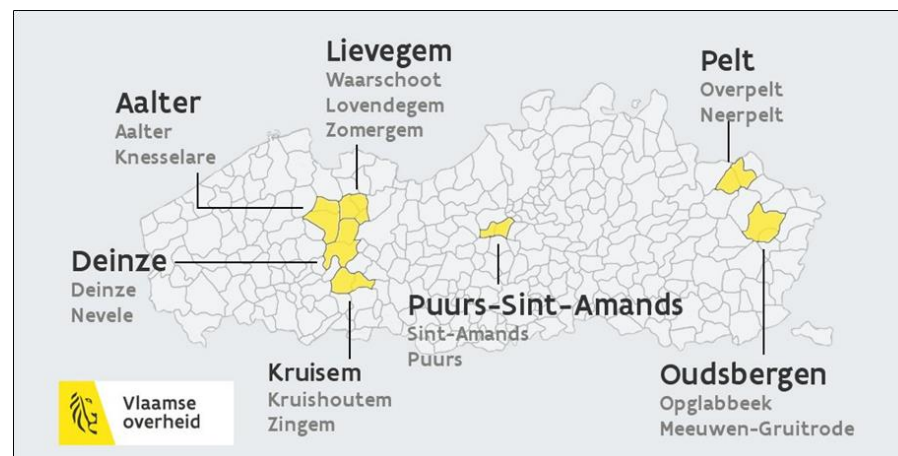 Lievegem
Waarschoot
Lovendegem
Zomergem
Pelt
Overpelt
Neerpelt
Aalter
Aalter
Knesselare
Deinze
Deinze
Nevele
Puurs-Sint-Amands
Sint-Amands
Puurs
Kruisem
Kruishoutem
Zingem
Oudsbergen
Opglabbeek
Meeuwen-Gruitrode
Vlaamse
overheid